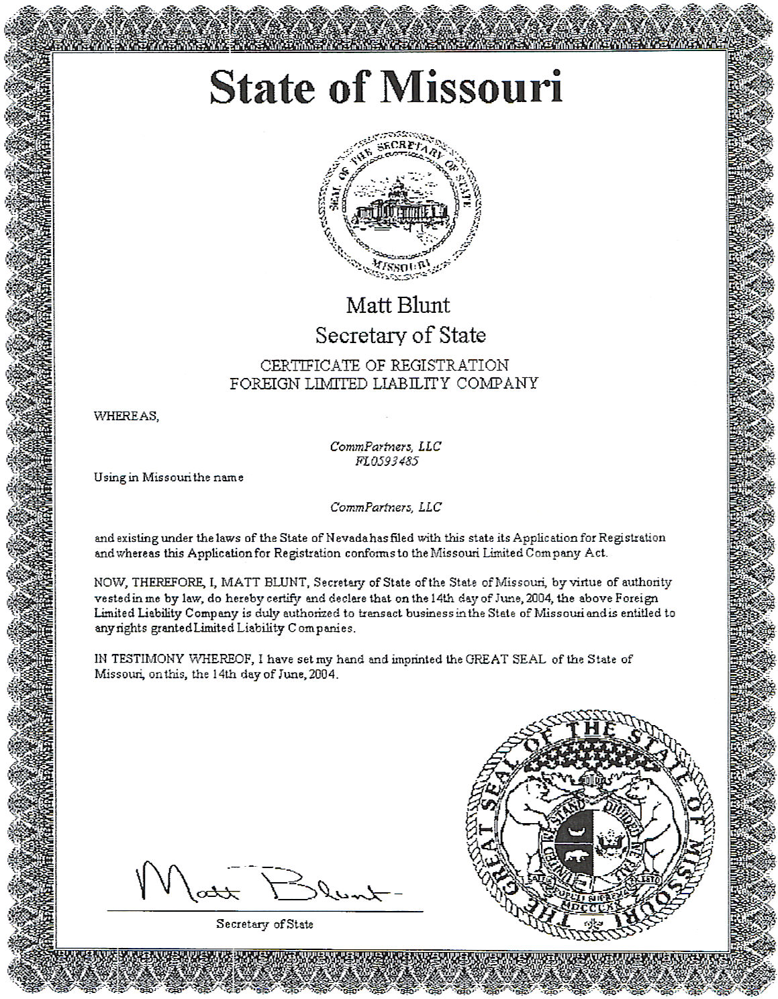 State of Missouri
SEAL OF THE SECRETARY OF STATE
MISSOURI
Matt Blunt
Secretary of State
CERTIFICATE OF REGISTRATION
FOREIGN LIMITED LIABILITY COMPANY
WHEREAS,
CommPartners, LLC
FL0593485
Using in Missouri the name
CommPartners, LLC
and existing under the laws of the State of Nevada has filed with this state its Application for Registration
and whereas this Application for Registration conforms to the Missouri Limited Company Act.
NOW, THEREFORE, I, MATT BLUNT, Secretary of State of the State of Missouri, by virtue of authority
vested in me by law, do hereby certify and declare that on the 14th day of June, 2004, the above Foreign
Limited Liability Company is duly authorized to transact business in the State of Missouri and is entitled to
any rights granted Limited Liability Companies.
IN TESTIMONY WHEREOF, I have set my hand and imprinted the GREAT SEAL of the State of
Missouri, on this, the 14th day of June, 2004.
THE GREAT SEAL OF THE STATE OF MISSOURI
UNITED WE STAND DIVIDED WE FALL
MDCCCXX
Matt Blunt
Secretary of State